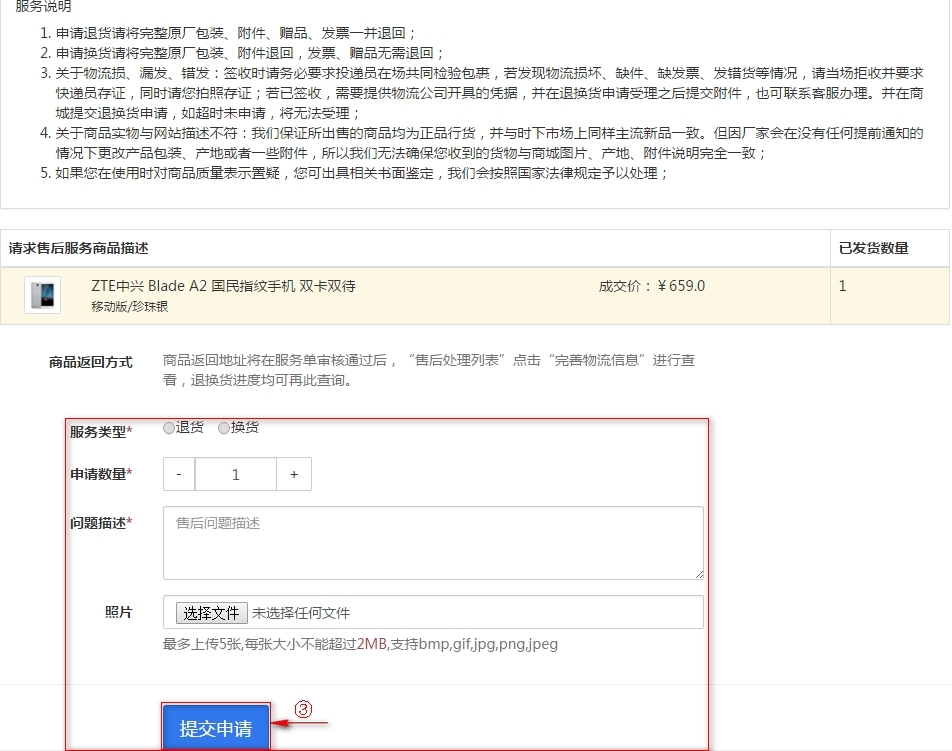 服务说明
1. 申请退货请将完整原厂包装、附件、赠品、发票一并退回；
2. 申请换货请将完整原厂包装、附件退回，发票、赠品无需退回；
3. 关于物流损、漏发、错发：签收时请务必要求投递员在场共同检验包裹，若发现物流损坏、缺件、缺发票、发错货等情况，请当场拒收并要求
快递员存证，同时请您拍照存证；若已签收，需要提供物流公司开具的凭据，并在退换货申请受理之后提交附件，也可联系客服办理。并在商
城提交退换货申请，如超时未申请，将无法受理；
4. 关于商品实物与网站描述不符：我们保证所出售的商品均为正品行货，并与时下市场上同样主流新品一致。但因厂家会在没有任何提前通知的
情况下更改产品包装、产地或者一些附件，所以我们无法确保您收到的货物与商城图片、产地、附件说明完全一致；
5. 如果您在使用时对商品质量表示置疑，您可出具相关书面鉴定，我们会按照国家法律规定予以处理；
请求售后服务商品描述 已发货数量
ZTE中兴 Blade A2 国民指纹手机 双卡双待 成交价：￥659.0 1
移动版/珍珠银
商品返回方式 商品返回地址将在服务单审核通过后，“售后处理列表”点击“完善物流信息”进行查
看，退换货进度均可再此查询。
服务类型* 退货 换货
申请数量* - 1 +
问题描述* 售后问题描述
照片 选择文件 未选择任何文件
最多上传5张,每张大小不能超过2MB,支持bmp,gif,jpg,png,jpeg
③
提交申请